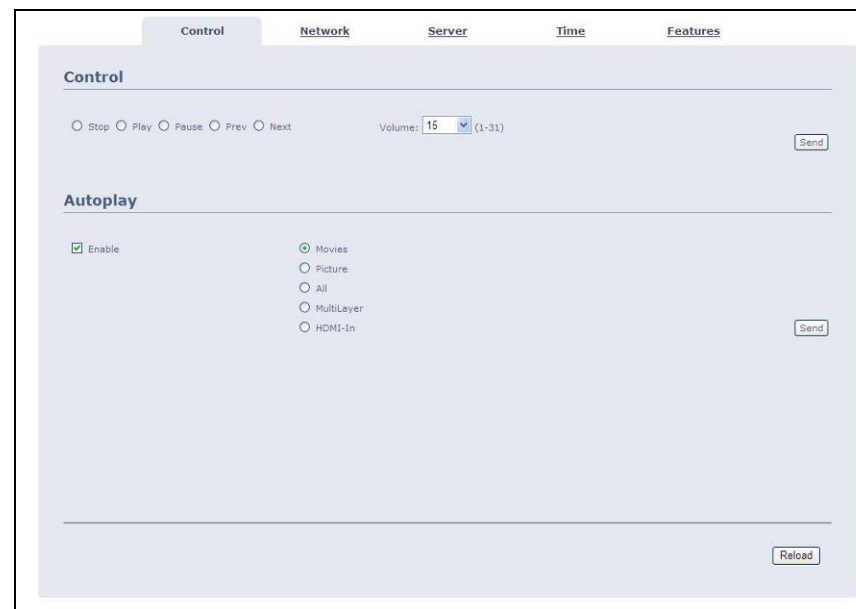 Control Network Server Time Features
Control
Stop Play Pause Prev Next Volume: 15 (1-31)
Send
Autoplay
Enable Movies
Picture
All
MultiLayer
HDMI-In Send
Reload